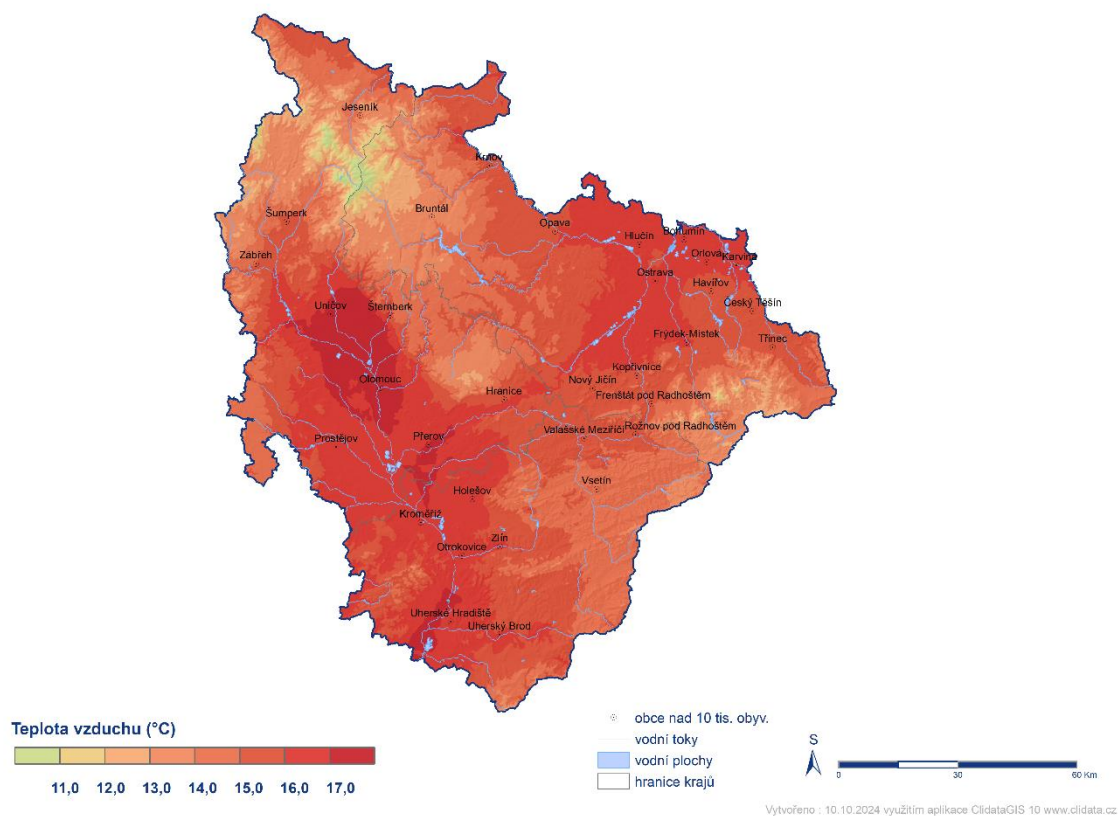 Jeseník
Krnov
Šumperk
Bruntál
Opava
Hlučín
Bohumín
Zábřeh
Orlová
Karviná
Ostrava
Havířov
Uničov
Šternberk
Český Těšín
Frýdek-Místek
Třinec
Olomouc
Kopřivnice
Nový Jičín
Hranice
Frenštát pod Radhoštěm
Prostějov
Přerov
Valašské Meziříčí
Rožnov pod Radhoštěm
Vsetín
Holešov
Kroměříž
Zlín
Otrokovice
Uherské Hradiště
Uherský Brod
Teplota vzduchu (°C)
11,0 12,0 13,0 14,0 15,0 16,0 17,0
obce nad 10 tis. obyv.
vodní toky
vodní plochy
hranice krajů
S
0 30 60 Km
Vytvořeno : 10.10.2024 využitím aplikace ClidataGIS 10 www.clidata.cz